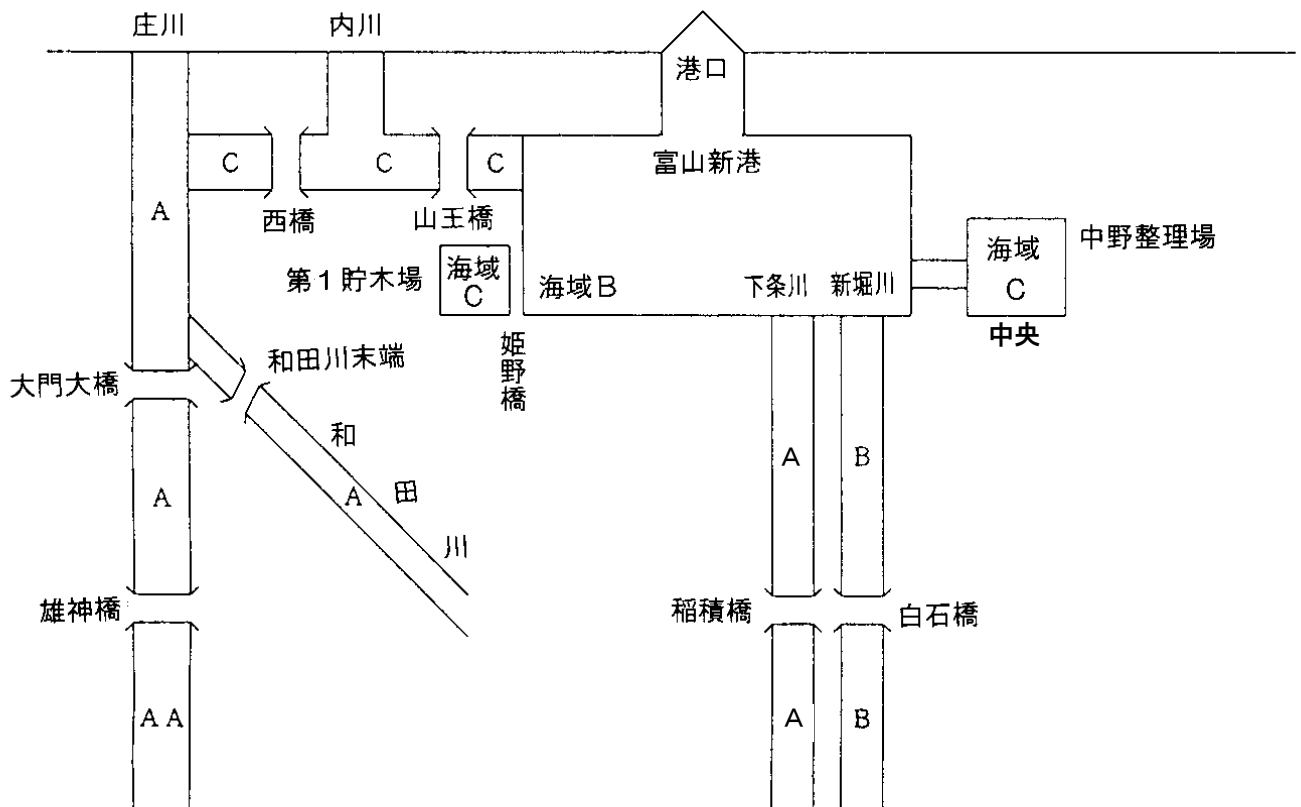 庄川
内川
港口
C
C
C
富山新港
A
西橋
山王橋
第1貯木場
海域
C
海域B
下条川
新堀川
海域
C
中野整理場
中央
姫野橋
和田川末端
大門大橋
和田川
A
A
A
B
雄神橋
稲積橋
白石橋
AA
A
B